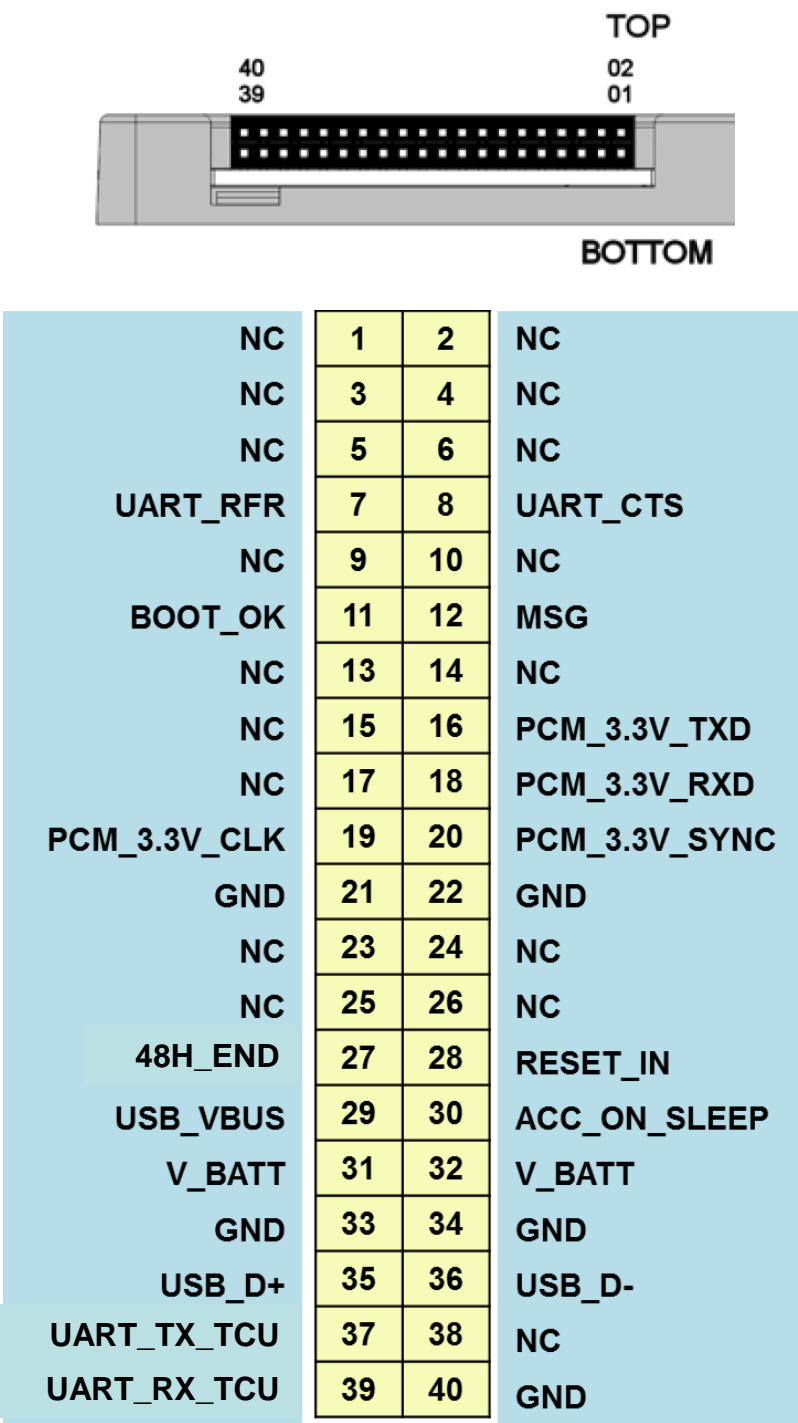 TOP
40 02
39 01
BOTTOM
NC 1 2 NC
NC 3 4 NC
NC 5 6 NC
UART_RFR 7 8 UART_CTS
NC 9 10 NC
BOOT_OK 11 12 MSG
NC 13 14 NC
NC 15 16 PCM_3.3V_TXD
NC 17 18 PCM_3.3V_RXD
PCM_3.3V_CLK 19 20 PCM_3.3V_SYNC
GND 21 22 GND
NC 23 24 NC
NC 25 26 NC
48H_END 27 28 RESET_IN
USB_VBUS 29 30 ACC_ON_SLEEP
V_BATT 31 32 V_BATT
GND 33 34 GND
USB_D+ 35 36 USB_D-
UART_TX_TCU 37 38 NC
UART_RX_TCU 39 40 GND